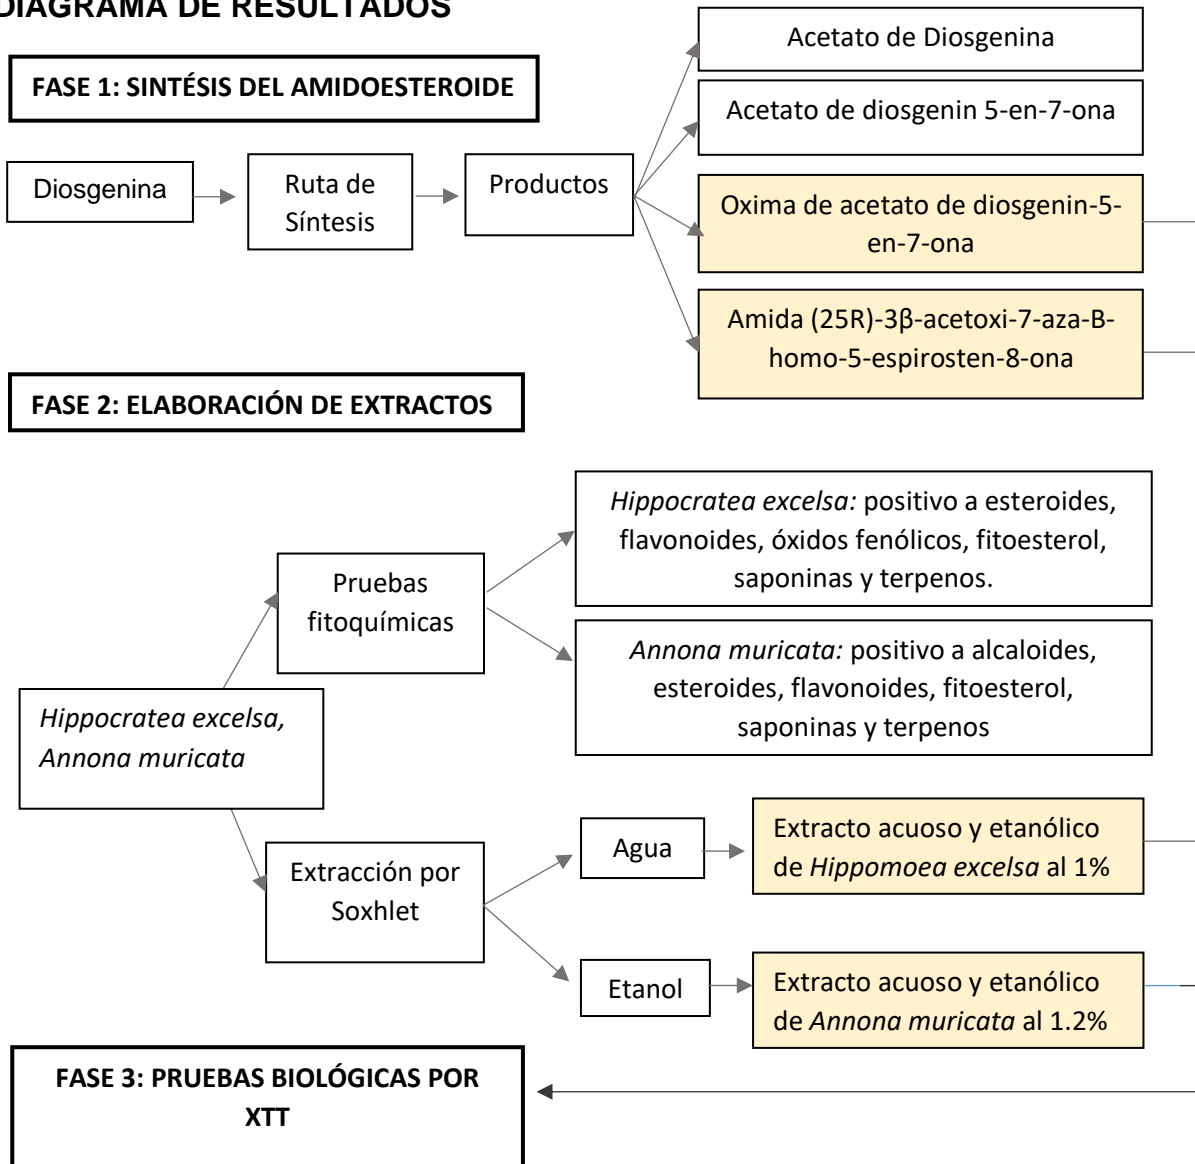 DIAGRAMA DE RESULTADOS
FASE 1: SINTÉSIS DEL AMIDOESTEROIDE
Diosgenina
Ruta de
Síntesis
Productos
Acetato de Diosgenina
Acetato de diosgenin 5-en-7-ona
Oxima de acetato de diosgenin-5-
en-7-ona
Amida (25R)-3β-acetoxi-7-aza-B-
homo-5-espirosten-8-ona
FASE 2: ELABORACIÓN DE EXTRACTOS
Hippocratea excelsa,
Annona muricata
Pruebas
fitoquímicas
Hippocratea excelsa: positivo a esteroides,
flavonoides, óxidos fenólicos, fitoesterol,
saponinas y terpenos.
Annona muricata: positivo a alcaloides,
esteroides, flavonoides, fitoesterol,
saponinas y terpenos
Extracción por
Soxhlet
Agua
Extracto acuoso y etanólico
de Hippomoea excelsa al 1%
Etanol
Extracto acuoso y etanólico
de Annona muricata al 1.2%
FASE 3: PRUEBAS BIOLÓGICAS POR
XTT